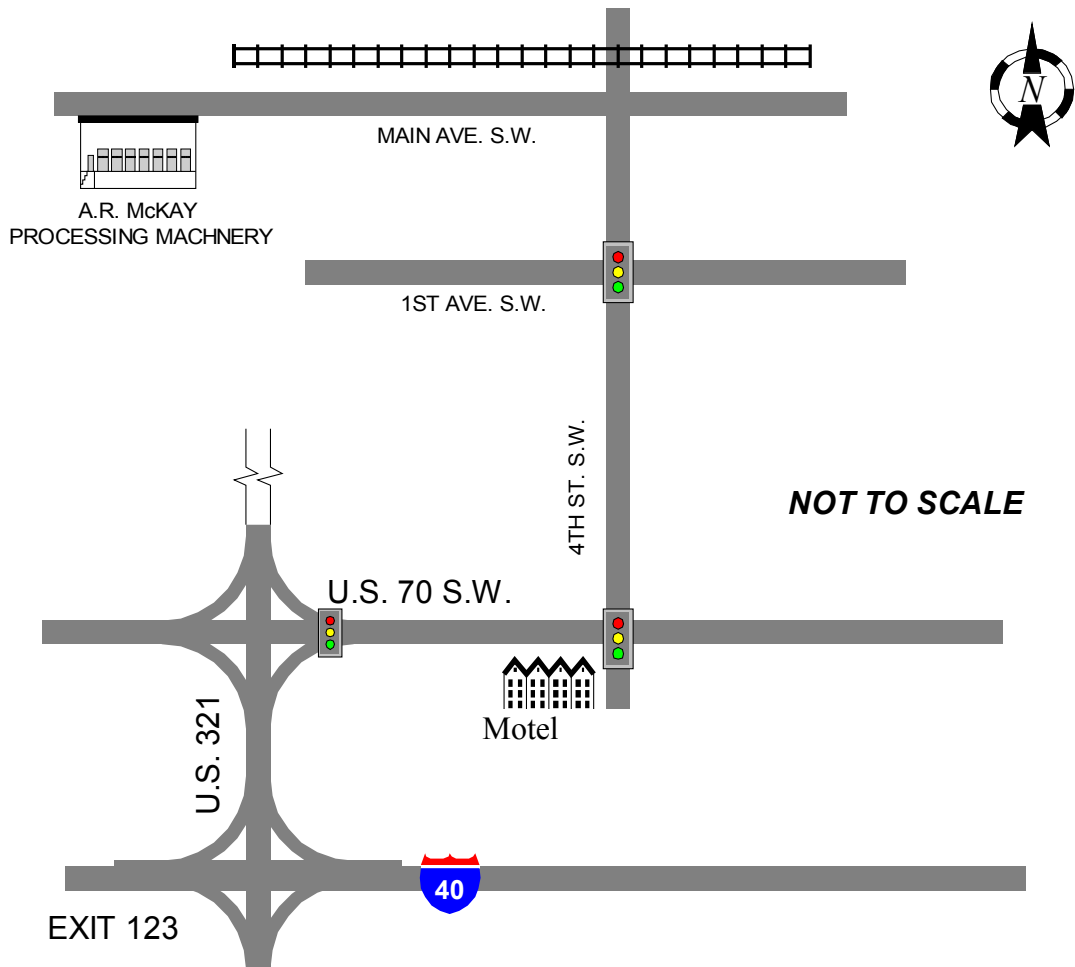 N
MAIN AVE. S.W.
A.R. McKAY
PROCESSING MACHNERY
1ST AVE. S.W.
4TH ST. S.W.
NOT TO SCALE
U.S. 70 S.W.
Motel
U.S. 321
40
EXIT 123